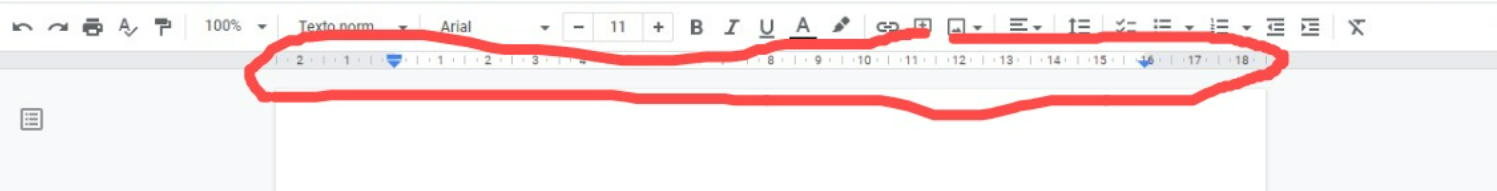 100% Texto norm... Arial − 11 + B I U A
2 1 1 2 3 4 8 9 10 11 12 13 14 15 16 17 18